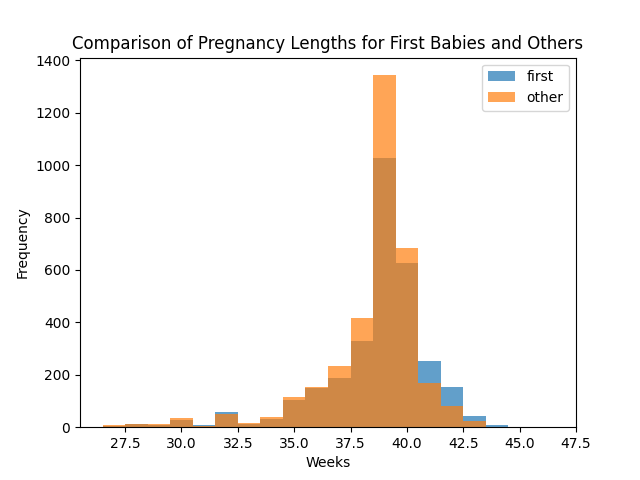 Comparison of Pregnancy Lengths for First Babies and Others
first
other
1400
1200
1000
800
600
400
200
0
Frequency
27.5 30.0 32.5 35.0 37.5 40.0 42.5 45.0 47.5
Weeks